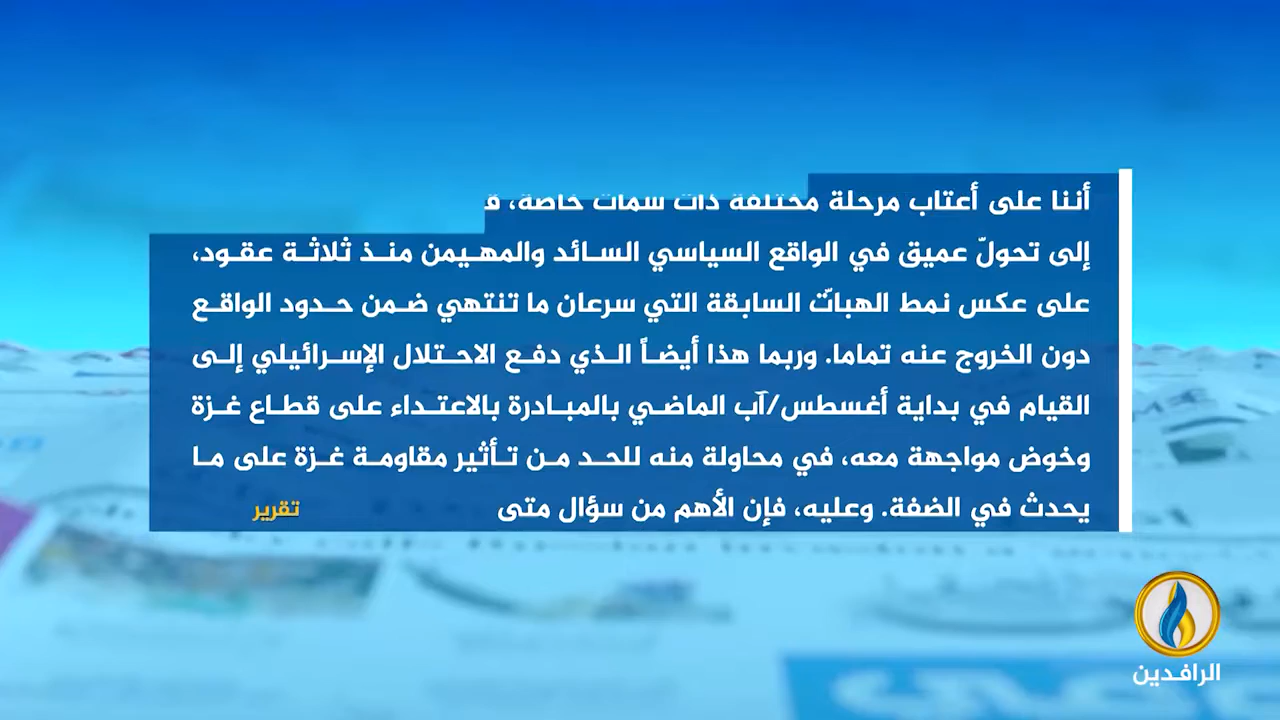 أننا على أعتاب مرحلة مختلفة ذات سمات خاصة،
إلى تحولّ عميق في الواقع السياسي السائد والمهيمن منذ ثلاثة عقود،
على عكس نمط الهباتّ السابقة التي سرعان ما تنتهي ضمن حدود الواقع
دون الخروج عنه تماما. وربما هذا أيضاً الذي دفع الاحتلال الإسرائيلي إلى
القيام في بداية أغسطس/آب الماضي بالمبادرة بالاعتداء على قطاع غزة
وخوض مواجهة معه، في محاولة منه للحد من تأثير مقاومة غزة على ما
يحدث في الضفة. وعليه، فإن الأهم من سؤال متى
تقرير
الرافدين